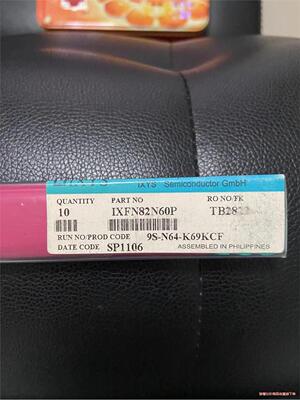 IXYS Semiconductor GmbH
QUANTITY PART NO RO NO/FK
10 IXFN82N60P
RUN NO/PROD CODE 9S-N64-K69KCF
DATE CODE SP1106 ASSEMBLED IN PHILIPPINES